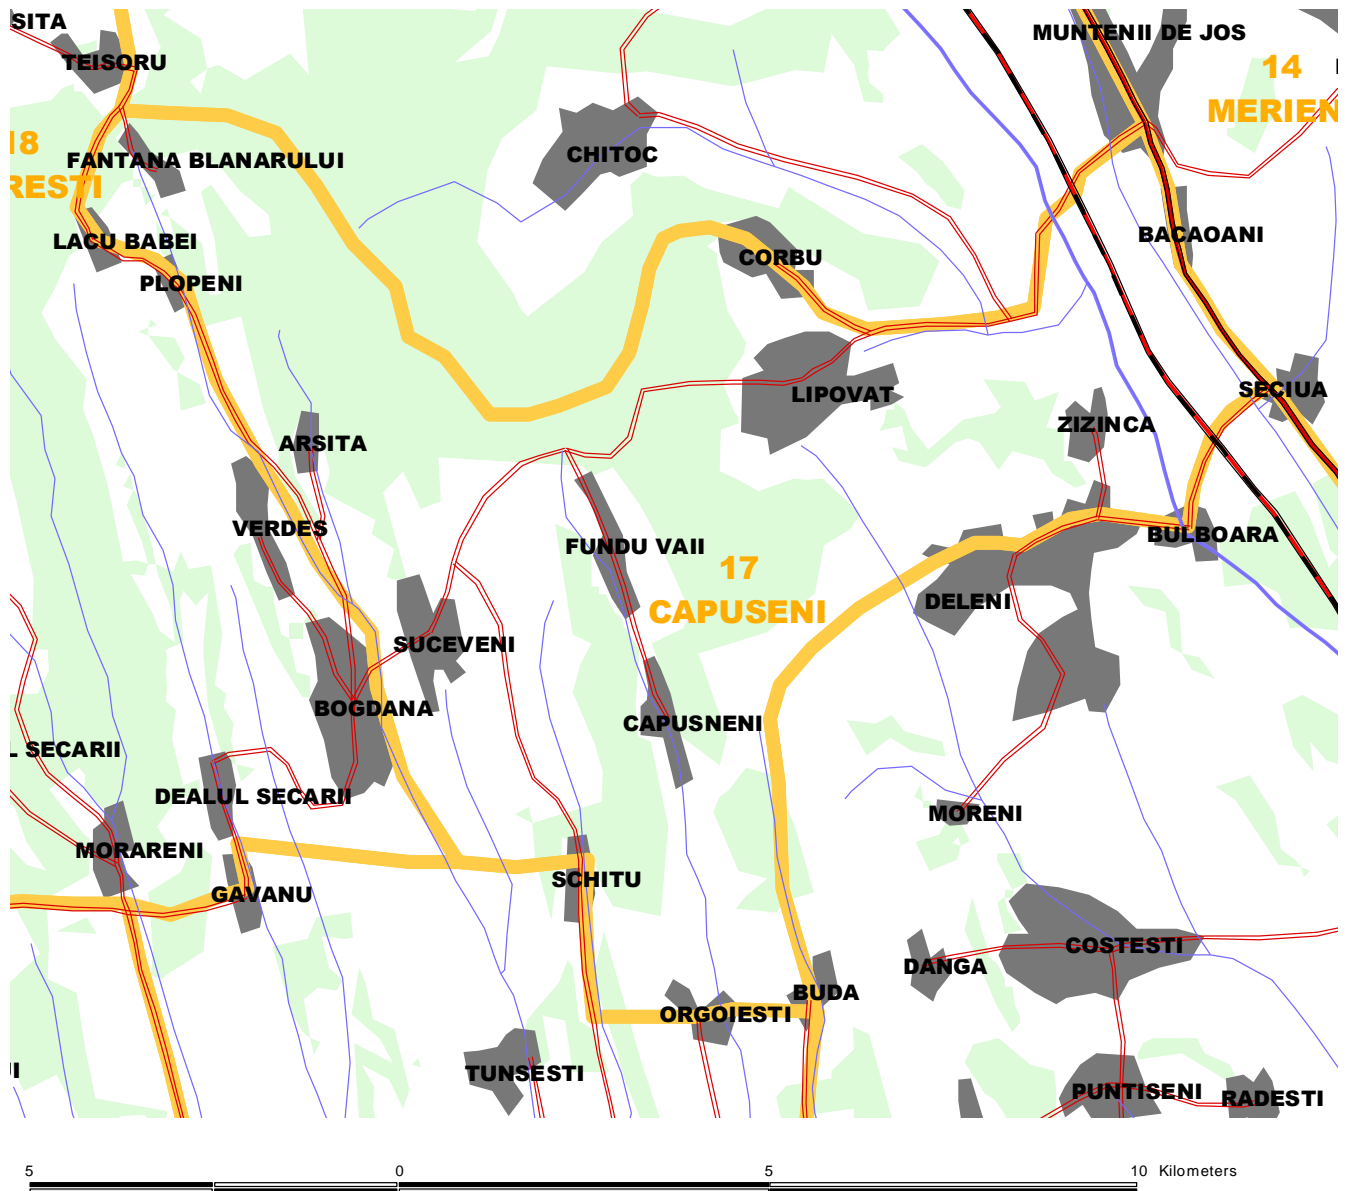 SITA
MUNTENII DE JOS
TEISORU
14
MERIEN
18
RESTI
FANTANA BLANARULUI
CHITOC
LACU BABEI
BACAOANI
CORBU
PLOPENI
SECIUA
LIPOVAT
ZIZINCA
ARSITA
VERDES
BULBOARA
FUNDU VAII
17
CAPUSENI
DELENI
SUCEVENI
BOGDANA
CAPUSNENI
L SECARII
DEALUL SECARII
MORENI
MORARENI
SCHITU
GAVANU
COSTESTI
DANGA
BUDA
ORGOIESTI
TUNSESTI
PUNTISENI
RADESTI
5 0 5 10 Kilometers